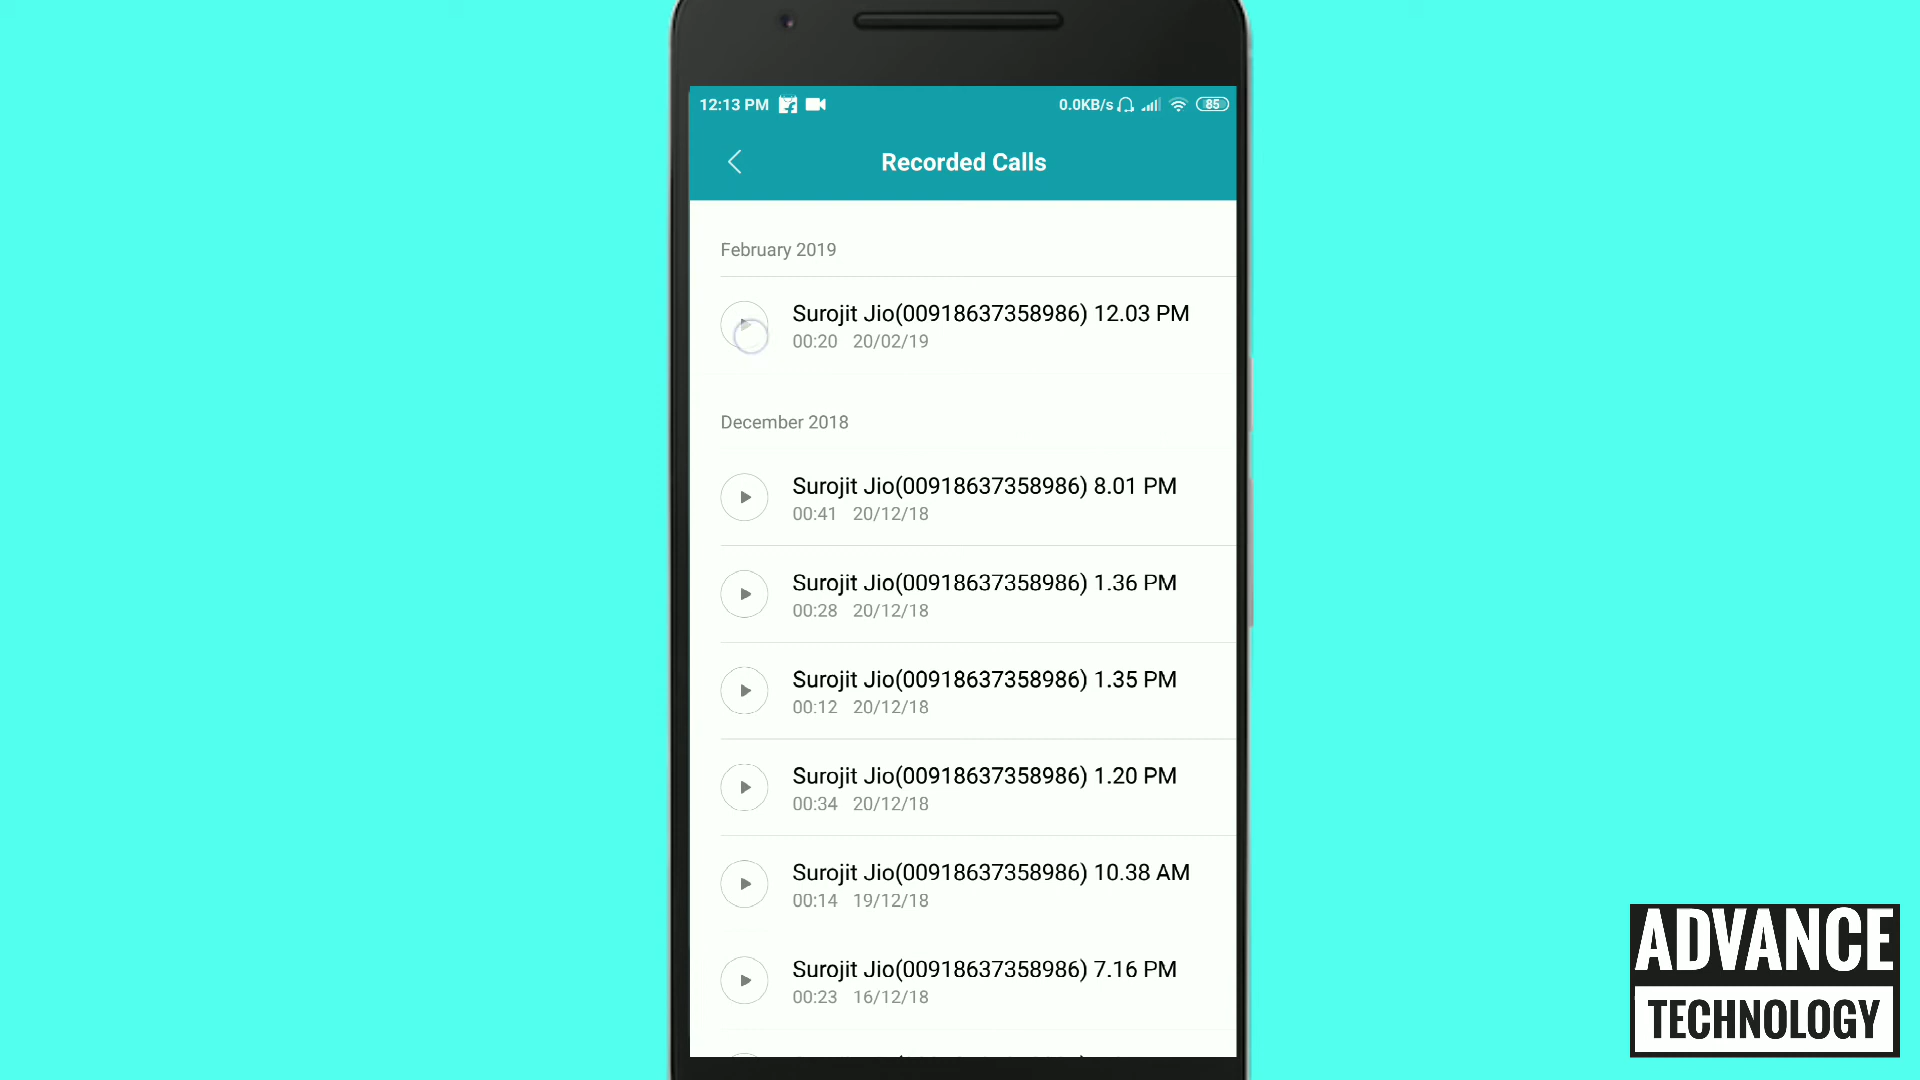 12:13 PM
0.0KB/s
85
Recorded Calls
February 2019
Surojit Jio(00918637358986) 12.03 PM
00:20 20/02/19
December 2018
Surojit Jio(00918637358986) 8.01 PM
00:41 20/12/18
Surojit Jio(00918637358986) 1.36 PM
00:28 20/12/18
Surojit Jio(00918637358986) 1.35 PM
00:12 20/12/18
Surojit Jio(00918637358986) 1.20 PM
00:34 20/12/18
Surojit Jio(00918637358986) 10.38 AM
00:14 19/12/18
Surojit Jio(00918637358986) 7.16 PM
00:23 16/12/18
ADVANCE
TECHNOLOGY